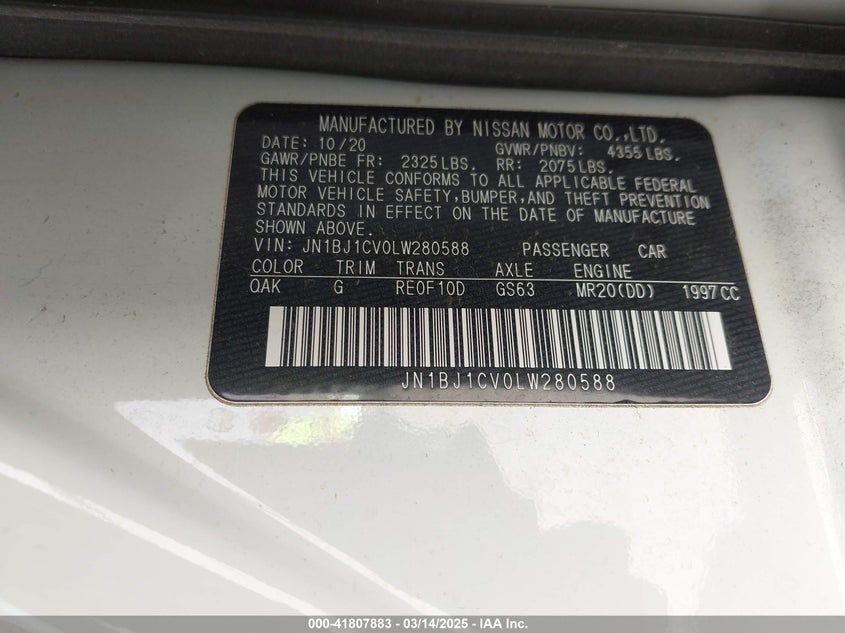 MANUFACTURED BY NISSAN MOTOR CO.,LTD.
DATE: 10/20 GVWR/PNBV: 4355 LBS.
GAWR/PNBE FR: 2325 LBS. RR: 2075 LBS.
THIS VEHICLE CONFORMS TO ALL APPLICABLE FEDERAL
MOTOR VEHICLE SAFETY, BUMPER, AND THEFT PREVENTION
STANDARDS IN EFFECT ON THE DATE OF MANUFACTURE
SHOWN ABOVE.
VIN: JN1BJ1CV0LW280588 PASSENGER CAR
COLOR TRIM TRANS AXLE ENGINE
QAK G RE0F10D GS63 MR20(DD) 1997 CC
JN1BJ1CV0LW280588
000-41807883 — 03/14/2025 — IAA Inc.